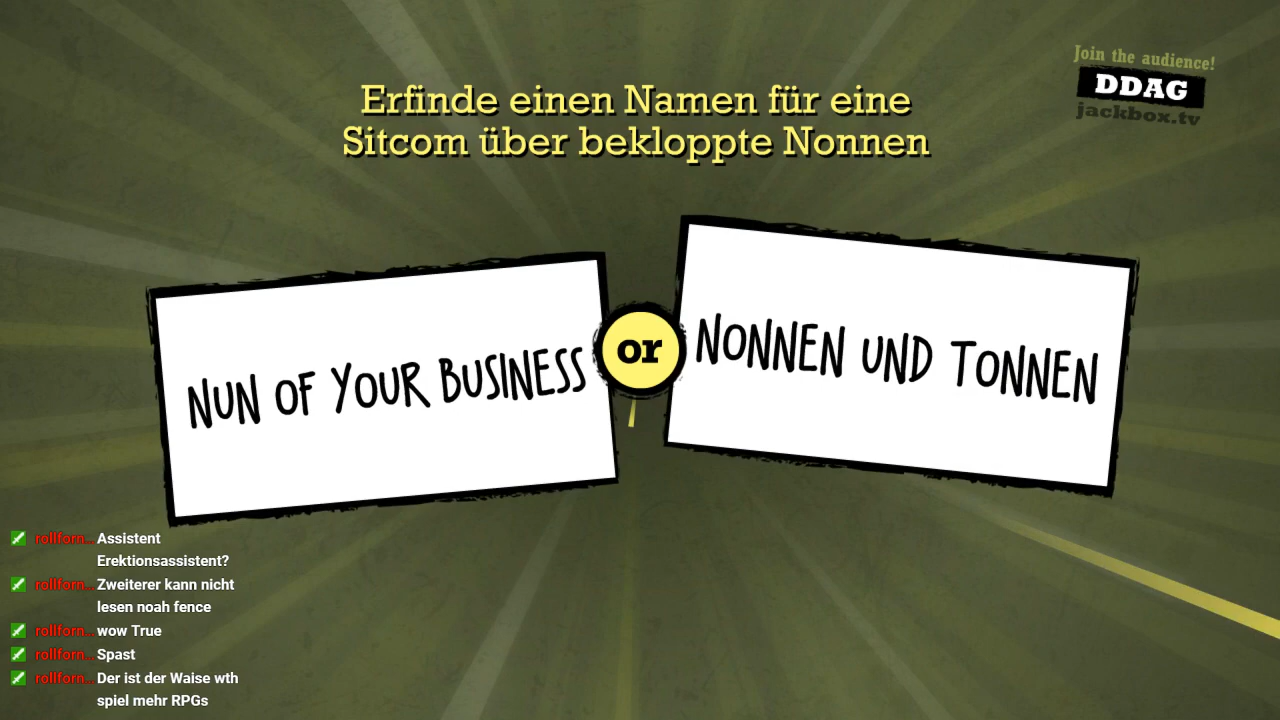 Join the audience!
DDAG
jackbox.tv
Erfinde einen Namen für eine
Sitcom über bekloppte Nonnen
NUN OF YOUR BUSINESS
or
NONNEN UND TONNEN
rollforn... Assistent
Erektionsassistent?
rollforn... Zweiterer kann nicht
lesen noah fence
rollforn... wow True
rollforn... Spast
rollforn... Der ist der Waise wth
spiel mehr RPGs